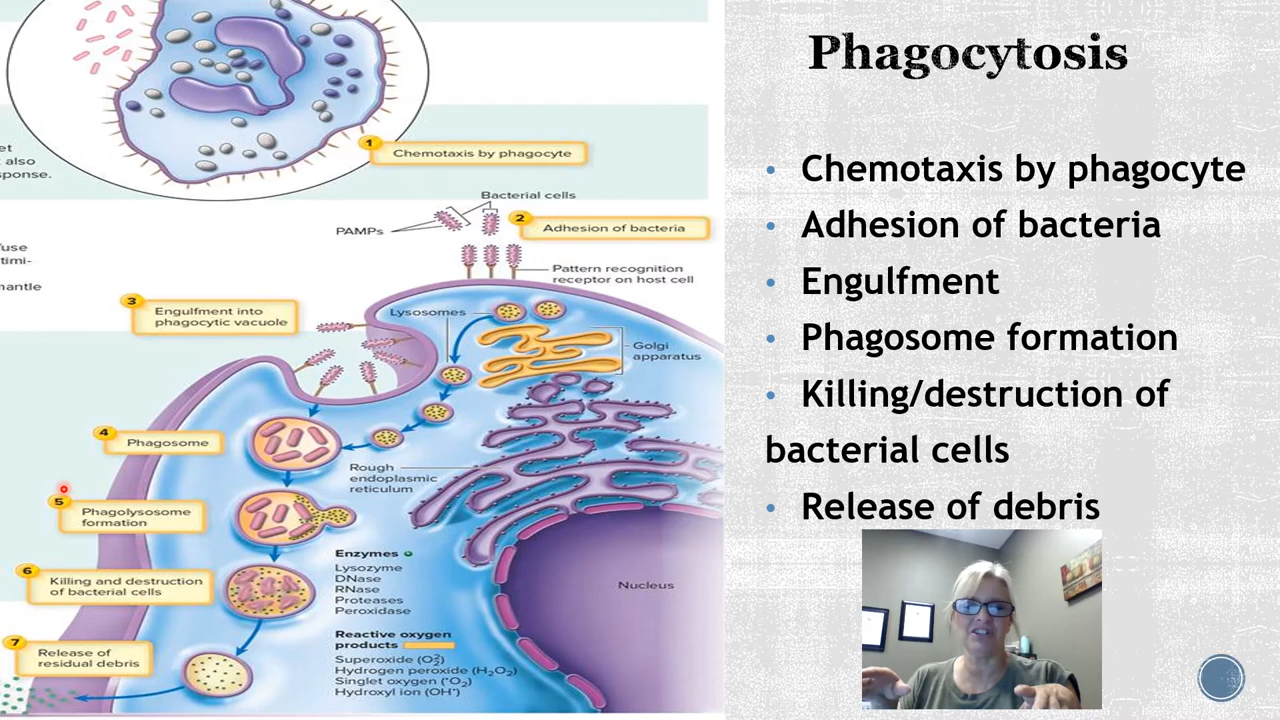 Phagocytosis
et
also
sponse.
1
Chemotaxis by phagocyte
Bacterial cells
PAMPs
2
Adhesion of bacteria
Pattern recognition
receptor on host cell
fuse
timi-
mantle
3
Engulfment into
phagocytic vacuole
Lysosomes
Golgi
apparatus
4
Phagosome
Rough
endoplasmic
reticulum
5
Phagolysosome
formation
6
Killing and destruction
of bacterial cells
Enzymes
Lysozyme
DNase
RNase
Proteases
Peroxidase
Nucleus
7
Release of
residual debris
Reactive oxygen
products
Superoxide (O₂⁻)
Hydrogen peroxide (H₂O₂)
Singlet oxygen (¹O₂)
Hydroxyl ion (OH⁻)
• Chemotaxis by phagocyte
• Adhesion of bacteria
• Engulfment
• Phagosome formation
• Killing/destruction of
bacterial cells
• Release of debris